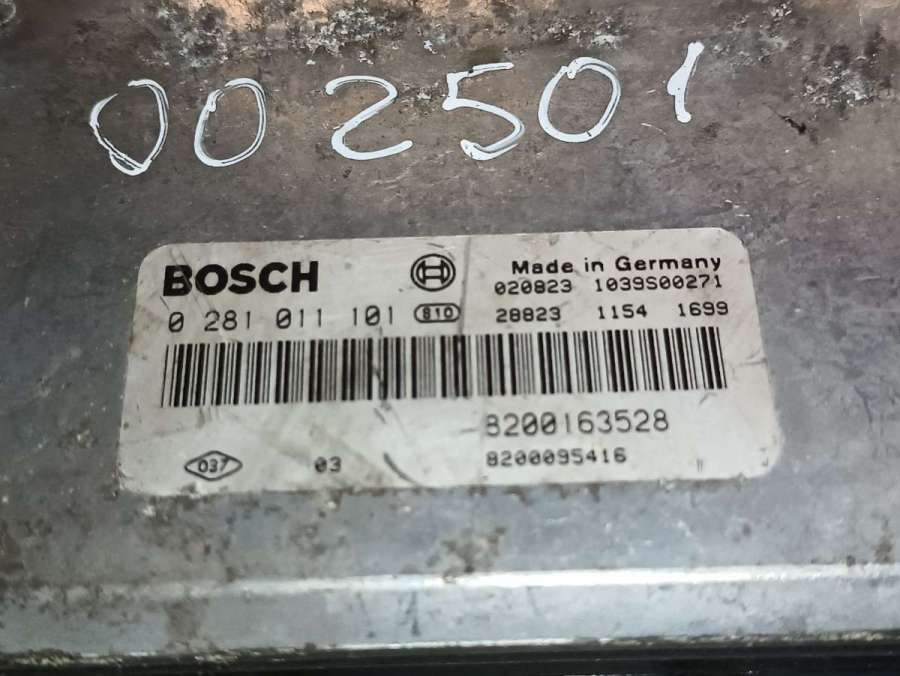 002501
BOSCH
Made in Germany
020823 1039S00271
0 281 011 101 810 28823 1154 1699
8200163528
037 03 8200095416